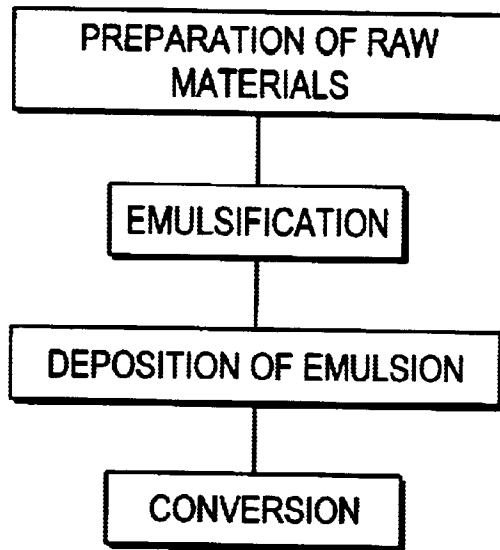 PREPARATION OF RAW
MATERIALS
EMULSIFICATION
DEPOSITION OF EMULSION
CONVERSION